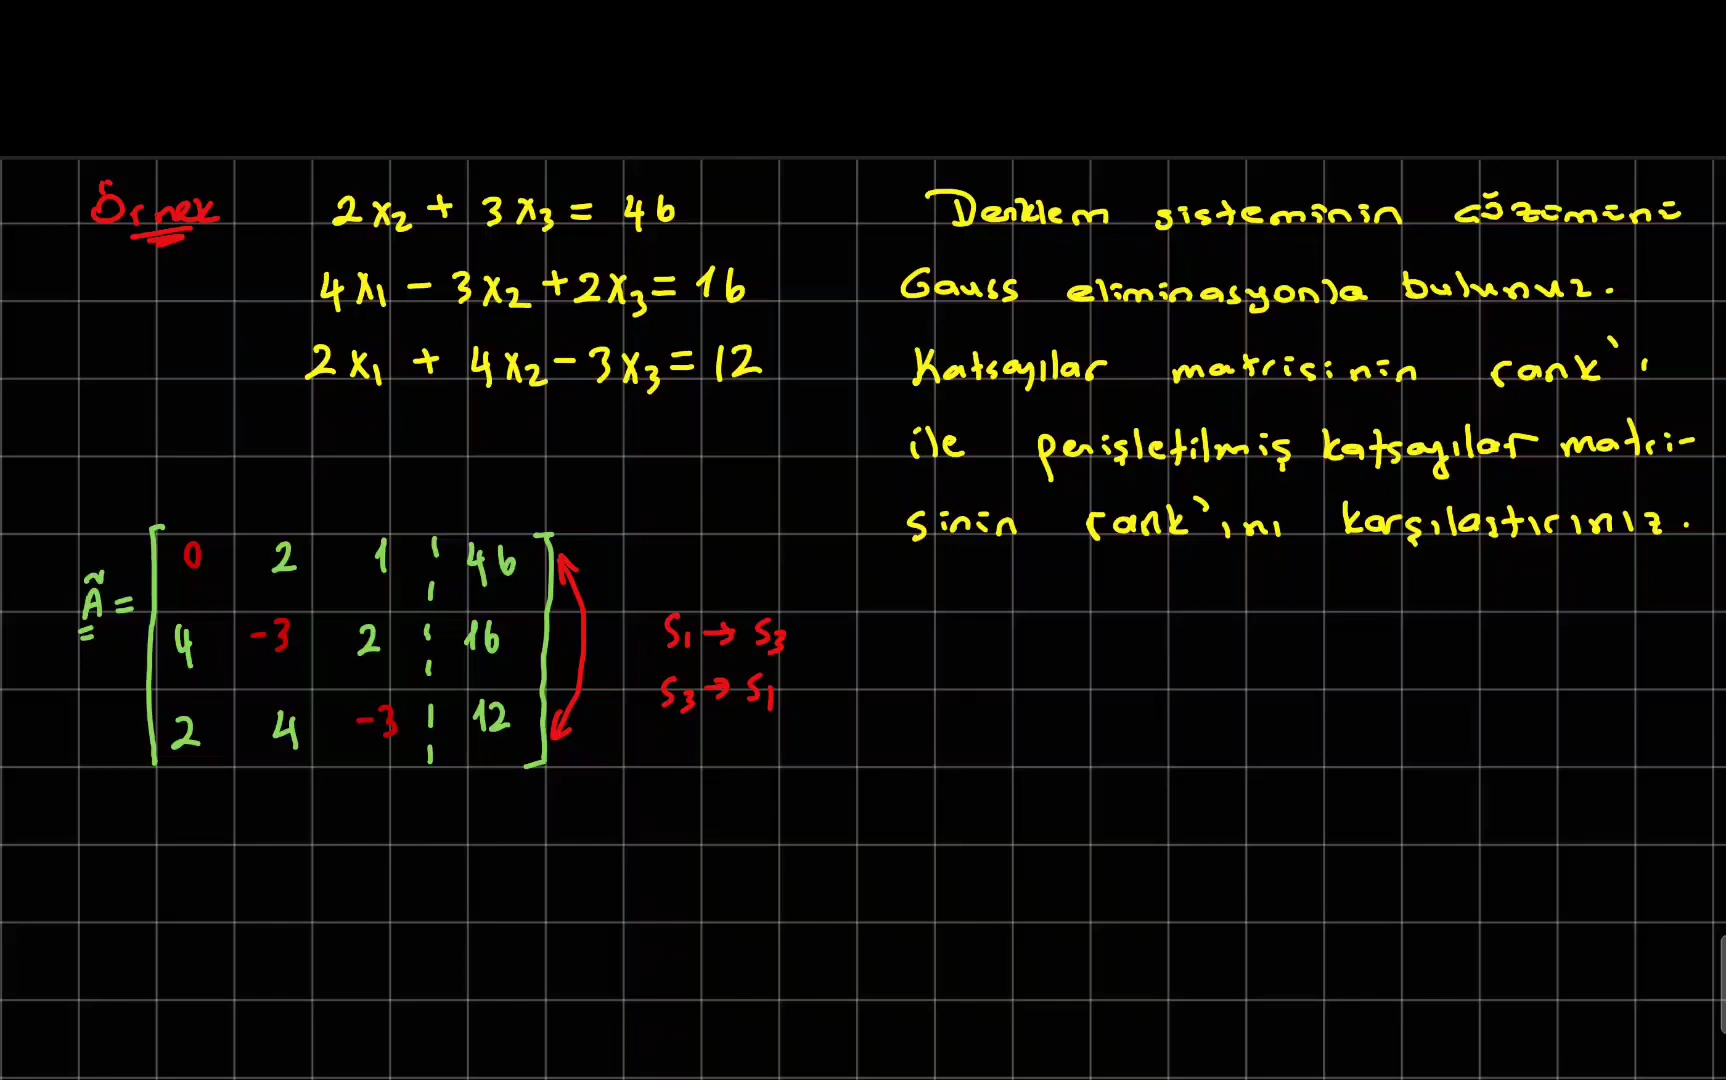 Örnek
2x₂ + 3x₃ = 46
4x₁ - 3x₂ + 2x₃ = 16
2x₁ + 4x₂ - 3x₃ = 12
Denklem sisteminin çözümünü
Gauss eliminasyonla bulunuz.
Katsayılar matrisinin rank'ı
ile genişletilmiş katsayılar matri-
sinin rank'ını karşılaştırınız.
Ã =
0 2 1 46
4 -3 2 16
2 4 -3 12
S₁ → S₃
S₃ → S₁